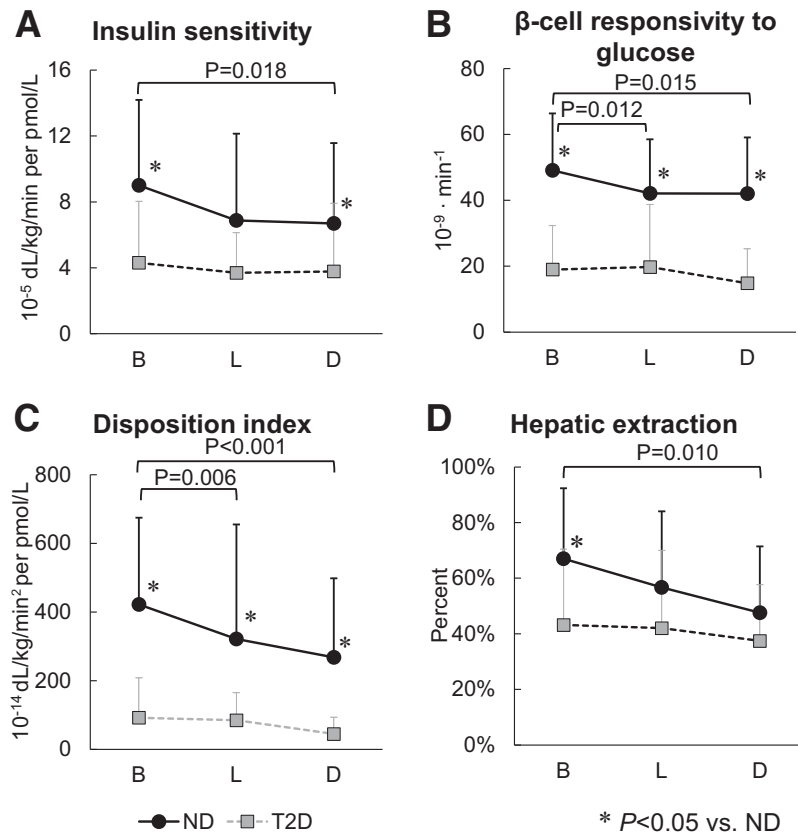 A Insulin sensitivity
P=0.018
10⁻⁵ dL/kg/min per pmol/L
16
12
8
4
0
*
*
B L D
B β-cell responsivity to
glucose
P=0.015
P=0.012
10⁻⁹ · min⁻¹
80
60
40
20
0
*
*
*
B L D
C Disposition index
P<0.001
P=0.006
10⁻¹⁴ dL/kg/min² per pmol/L
800
600
400
200
0
*
*
*
B L D
D Hepatic extraction
P=0.010
Percent
100%
80%
60%
40%
20%
0%
*
B L D
ND T2D
* P<0.05 vs. ND